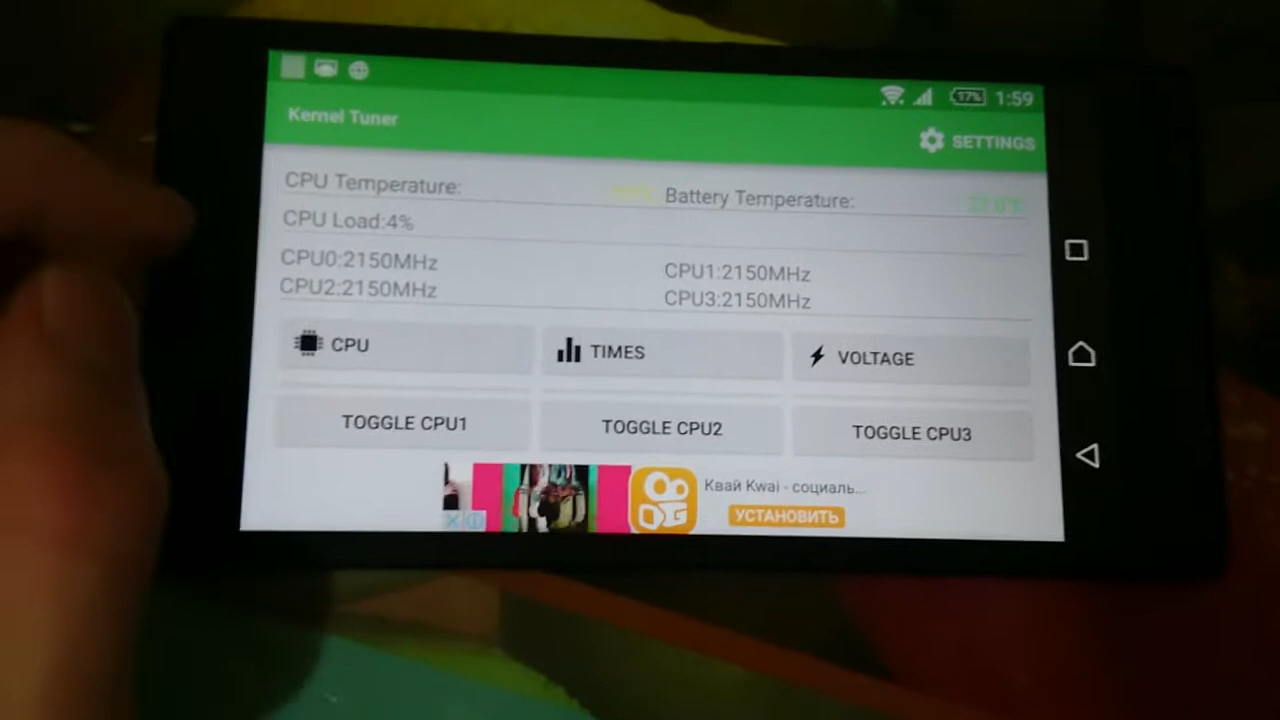 17% 1:59
Kernel Tuner
SETTINGS
CPU Temperature:
Battery Temperature:
CPU Load:4%
CPU0:2150MHz
CPU1:2150MHz
CPU2:2150MHz
CPU3:2150MHz
CPU
TIMES
VOLTAGE
TOGGLE CPU1
TOGGLE CPU2
TOGGLE CPU3
Квай Kwai - социаль...
УСТАНОВИТЬ